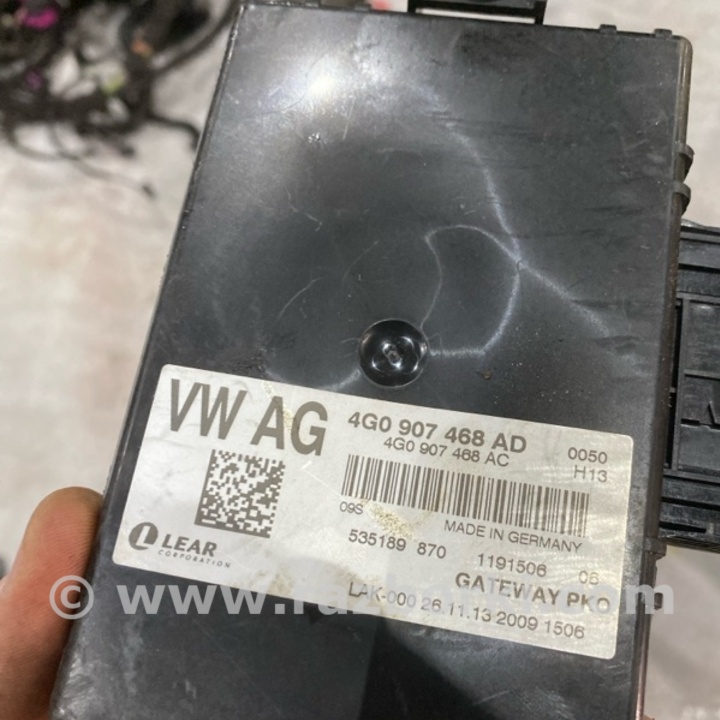 VW AG
4G0 907 468 AD
4G0 907 468 AC
0050
H13
09S
MADE IN GERMANY
535189 870
1191506 06
LEAR
CORPORATION
GATEWAY PKO
LAK-000 26.11.13 2009 1506